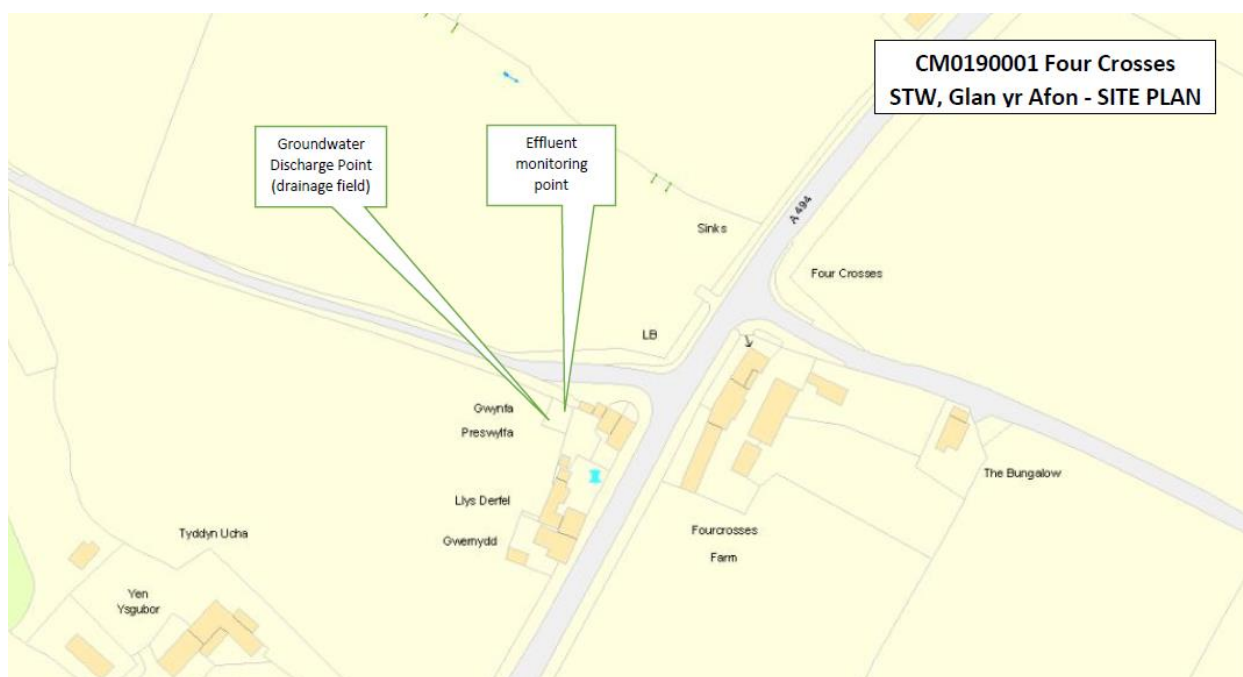 CM0190001 Four Crosses
STW, Glan yr Afon - SITE PLAN
Groundwater
Discharge Point
(drainage field)
Effluent
monitoring
point
A 494
Sinks
Four Crosses
LB
Gwynfa
Preswylfa
The Bungalow
Llys Derfel
Fourcrosses
Farm
Tyddyn Ucha
Gwernydd
Yen
Ysgubor